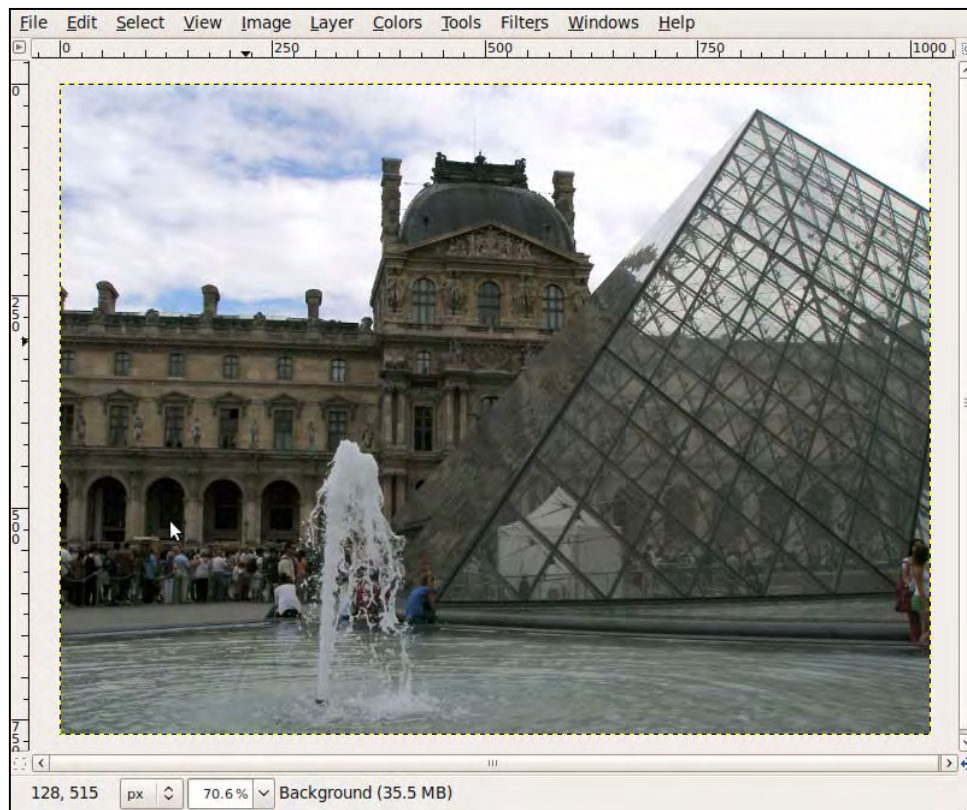 File Edit Select View Image Layer Colors Tools Filters Windows Help
0 250 500 750 1000
0
250
500
750
128, 515 px 70.6% Background (35.5 MB)